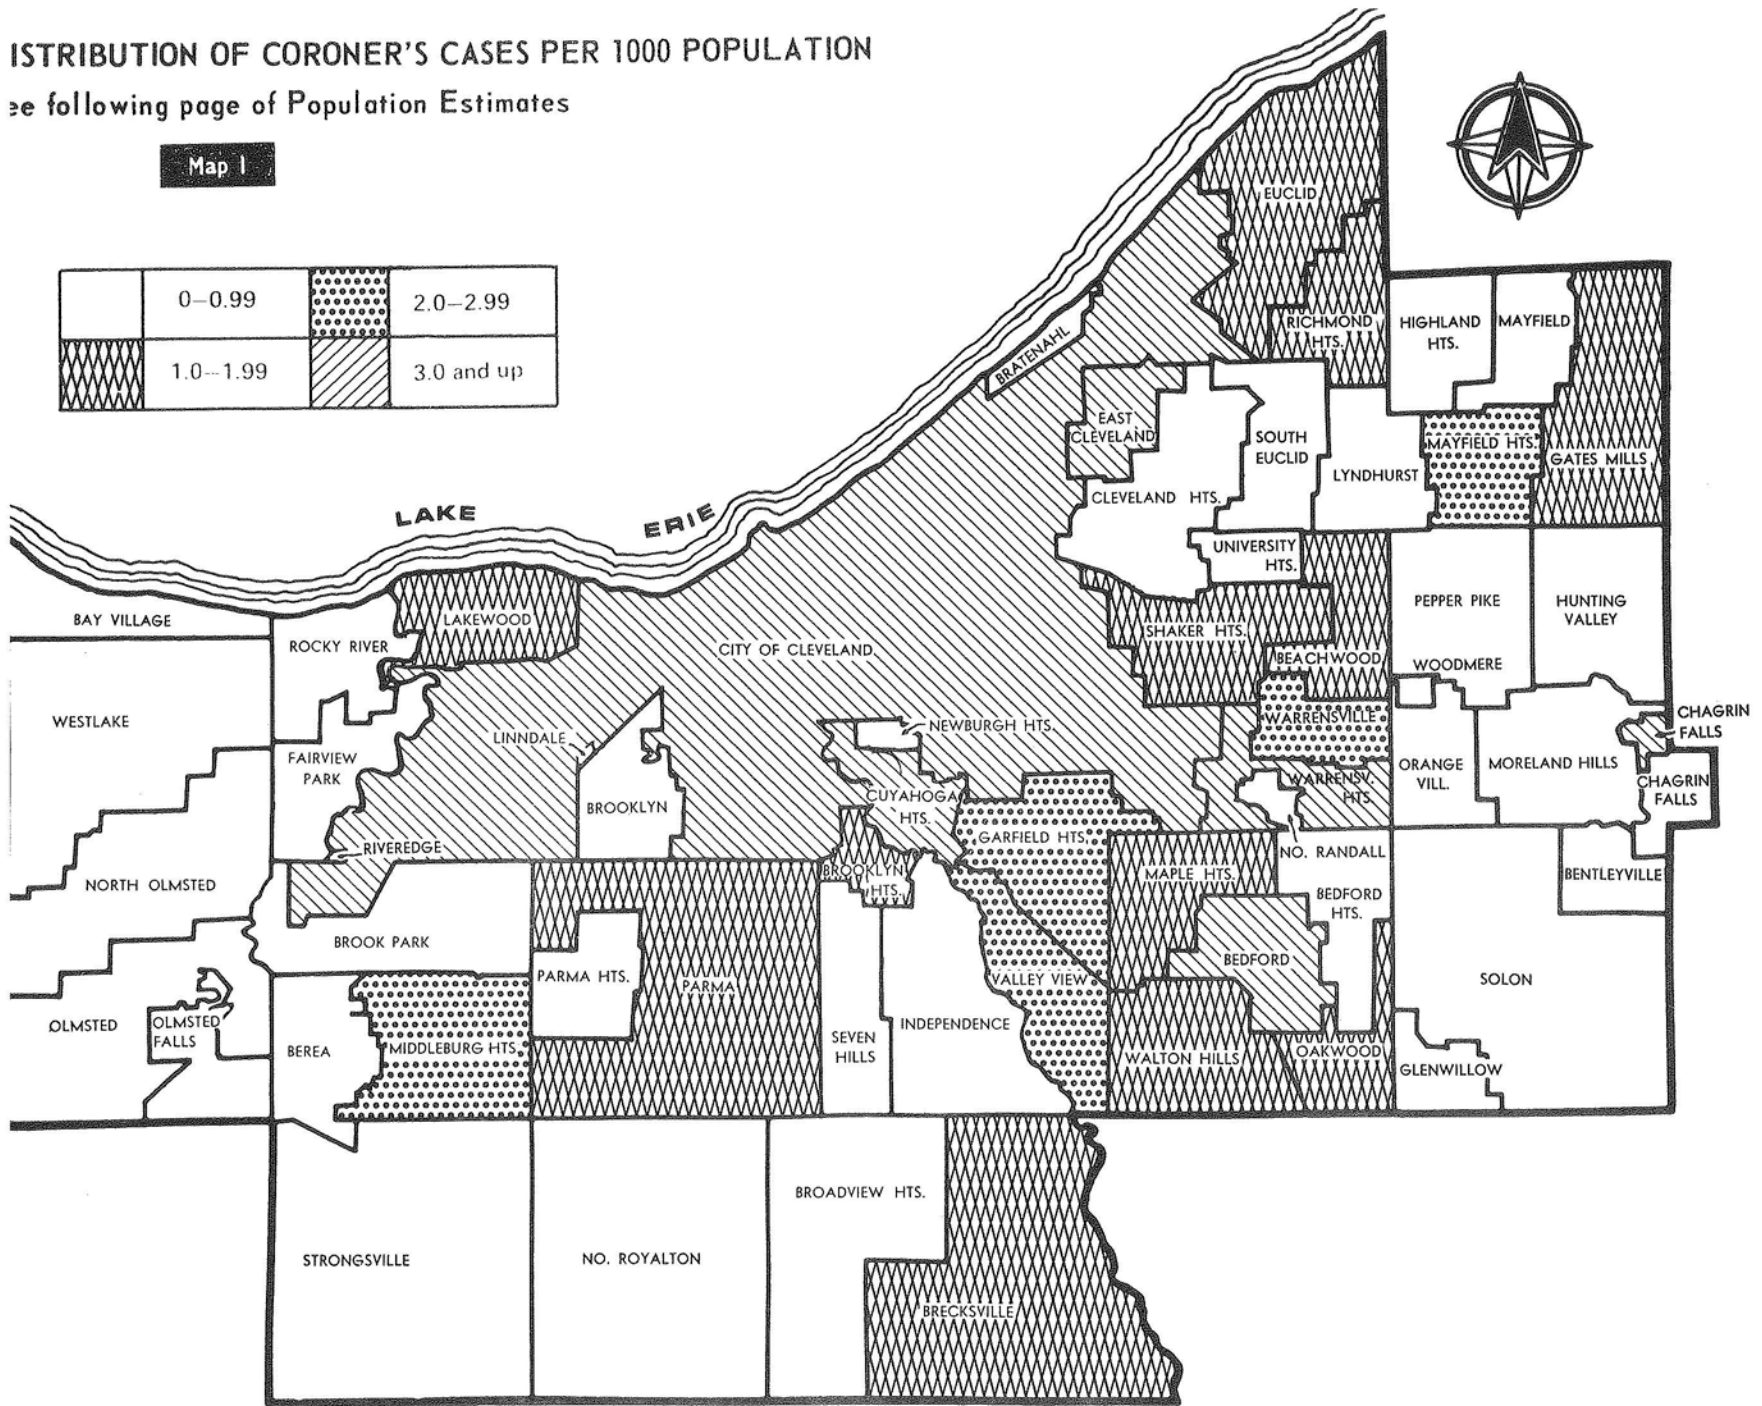 ISTRIBUTION OF CORONER'S CASES PER 1000 POPULATION
ee following page of Population Estimates
Map I
0-0.99
2.0-2.99
1.0-1.99
3.0 and up
EUCLID
RICHMOND
HTS.
HIGHLAND
HTS.
MAYFIELD
BRATENAHL
EAST
CLEVELAND
SOUTH
EUCLID
MAYFIELD HTS.
GATES MILLS
LYNDHURST
CLEVELAND HTS.
LAKE ERIE
UNIVERSITY
HTS.
PEPPER PIKE
HUNTING
VALLEY
BAY VILLAGE
LAKEWOOD
ROCKY RIVER
CITY OF CLEVELAND
SHAKER HTS.
BEACHWOOD
WOODMERE
WESTLAKE
WARRENSVILLE
CHAGRIN
FALLS
NEWBURGH HTS.
LINNDALE
FAIRVIEW
PARK
ORANGE
VILL.
MORELAND HILLS
WARRENSV.
HTS.
CHAGRIN
FALLS
CUYAHOGA
HTS.
BROOKLYN
GARFIELD HTS.
RIVEREDGE
NO. RANDALL
BROOKLYN
HTS.
MAPLE HTS.
BENTLEYVILLE
NORTH OLMSTED
BEDFORD
HTS.
BROOK PARK
BEDFORD
PARMA HTS.
PARMA
VALLEY VIEW
SOLON
OLMSTED
OLMSTED
FALLS
INDEPENDENCE
SEVEN
HILLS
BEREA
MIDDLEBURG HTS.
WALTON HILLS
OAKWOOD
GLENWILLOW
BROADVIEW HTS.
STRONGSVILLE
NO. ROYALTON
BRECKSVILLE